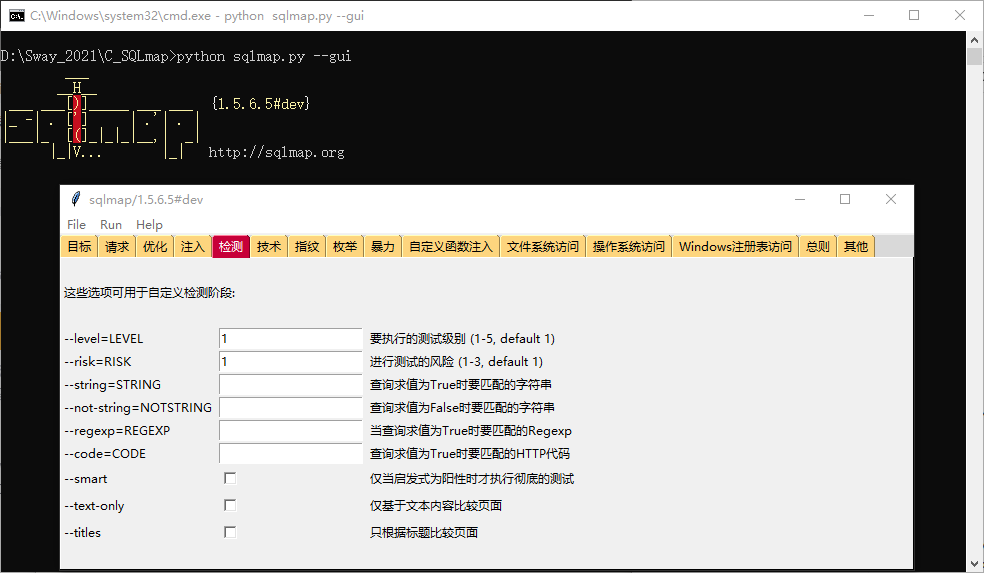 C:\Windows\system32\cmd.exe - python  sqlmap.py --gui
D:\Sway_2021\C_SQLmap>python sqlmap.py --gui
{1.5.6.5#dev}
http://sqlmap.org
sqlmap/1.5.6.5#dev
File Run Help
目标 请求 优化 注入 检测 技术 指纹 枚举 暴力 自定义函数注入 文件系统访问 操作系统访问 Windows注册表访问 总则 其他
这些选项可用于自定义检测阶段:
--level=LEVEL 1 要执行的测试级别 (1-5, default 1)
--risk=RISK 1 进行测试的风险 (1-3, default 1)
--string=STRING 查询求值为True时要匹配的字符串
--not-string=NOTSTRING 查询求值为False时要匹配的字符串
--regexp=REGEXP 当查询求值为True时要匹配的Regexp
--code=CODE 查询求值为True时要匹配的HTTP代码
--smart 仅当启发式为阳性时才执行彻底的测试
--text-only 仅基于文本内容比较页面
--titles 只根据标题比较页面